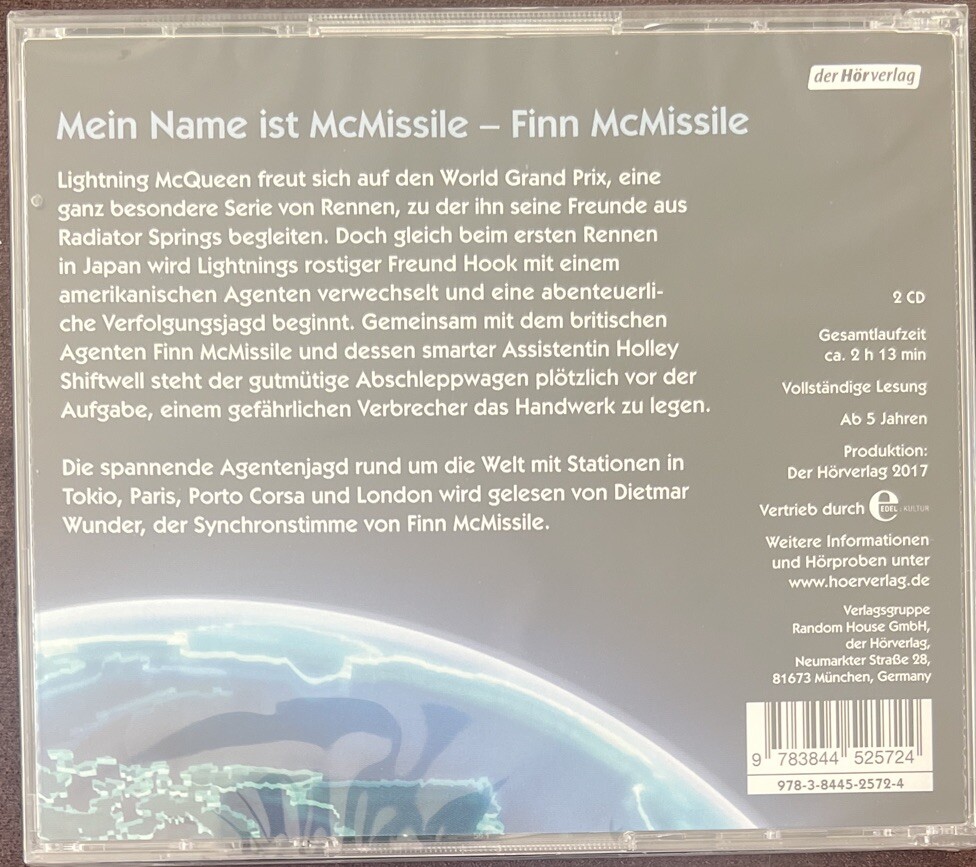 der Hörverlag
Mein Name ist McMissile – Finn McMissile
Lightning McQueen freut sich auf den World Grand Prix, eine
ganz besondere Serie von Rennen, zu der ihn seine Freunde aus
Radiator Springs begleiten. Doch gleich beim ersten Rennen
in Japan wird Lightnings rostiger Freund Hook mit einem
amerikanischen Agenten verwechselt und eine abenteuerli-
che Verfolgungsjagd beginnt. Gemeinsam mit dem britischen
Agenten Finn McMissile und dessen smarter Assistentin Holley
Shiftwell steht der gutmütige Abschleppwagen plötzlich vor der
Aufgabe, einem gefährlichen Verbrecher das Handwerk zu legen.
Die spannende Agentenjagd rund um die Welt mit Stationen in
Tokio, Paris, Porto Corsa und London wird gelesen von Dietmar
Wunder, der Synchronstimme von Finn McMissile.
2 CD
Gesamtlaufzeit
ca. 2 h 13 min
Vollständige Lesung
Ab 5 Jahren
Produktion:
Der Hörverlag 2017
Vertrieb durch e EDEL : KULTUR
Weitere Informationen
und Hörproben unter
www.hoerverlag.de
Verlagsgruppe
Random House GmbH,
der Hörverlag,
Neumarkter Straße 28,
81673 München, Germany
9 783844 525724
978-3-8445-2572-4